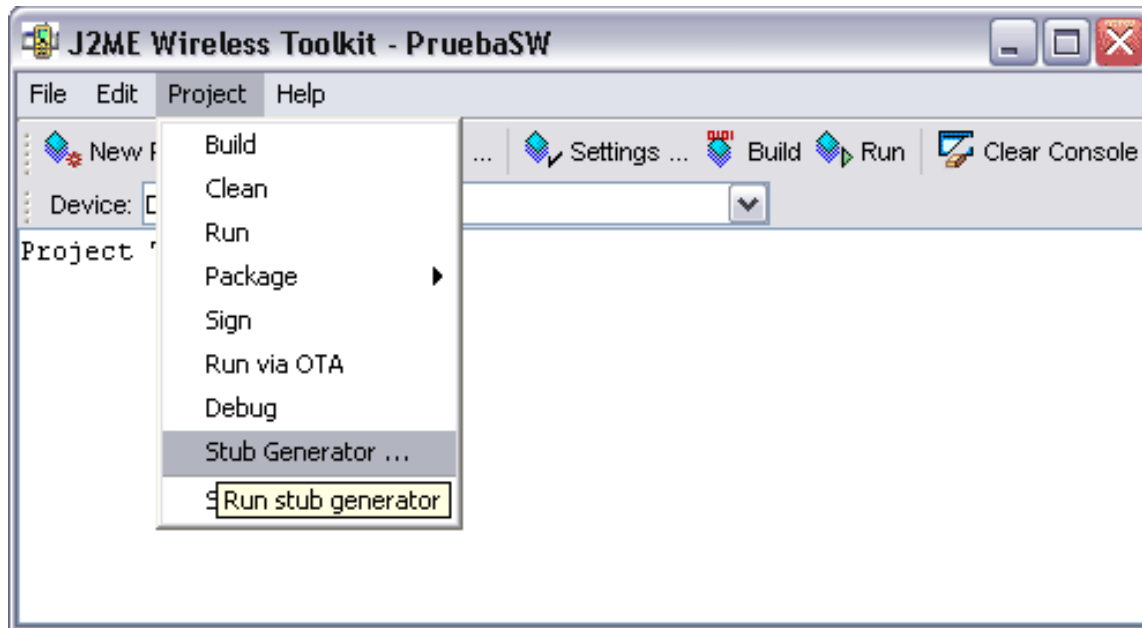 J2ME Wireless Toolkit - PruebaSW
File Edit Project Help
New ... Settings ... Build Run Clear Console
Device:
Project
Build
Clean
Run
Package
Sign
Run via OTA
Debug
Stub Generator ...
Run stub generator